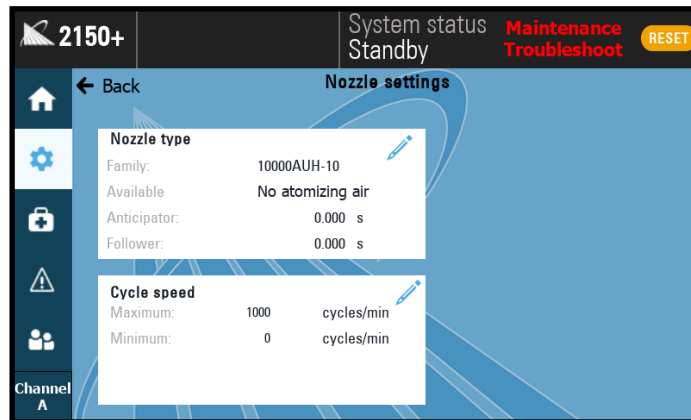 2150+
System status
Standby
Maintenance
Troubleshoot
RESET
Back
Nozzle settings
Nozzle type
Family: 10000AUH-10
Available No atomizing air
Anticipator: 0.000 s
Follower: 0.000 s
Cycle speed
Maximum: 1000 cycles/min
Minimum: 0 cycles/min
Channel
A